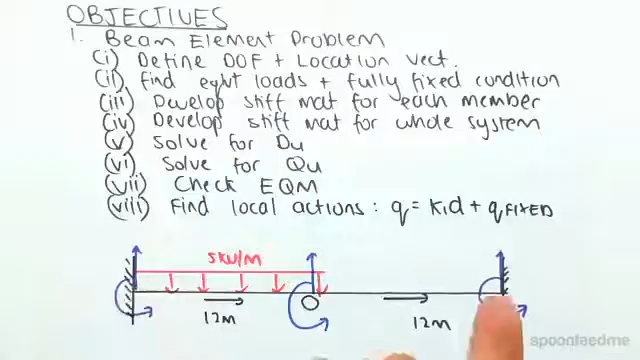 OBJECTIVES
1. Beam Element Problem
(i) Define DOF + Location vect.
(ii) find eqvt loads + fully fixed condition
(iii) Develop stiff mat for each member
(iv) Develop stiff mat for whole system
(v) Solve for Du
(vi) Solve for Qu
(vii) Check EQM
(viii) Find local actions: q = K1d + qFIXED
5KN/M
12M
12M
spoonfeedme